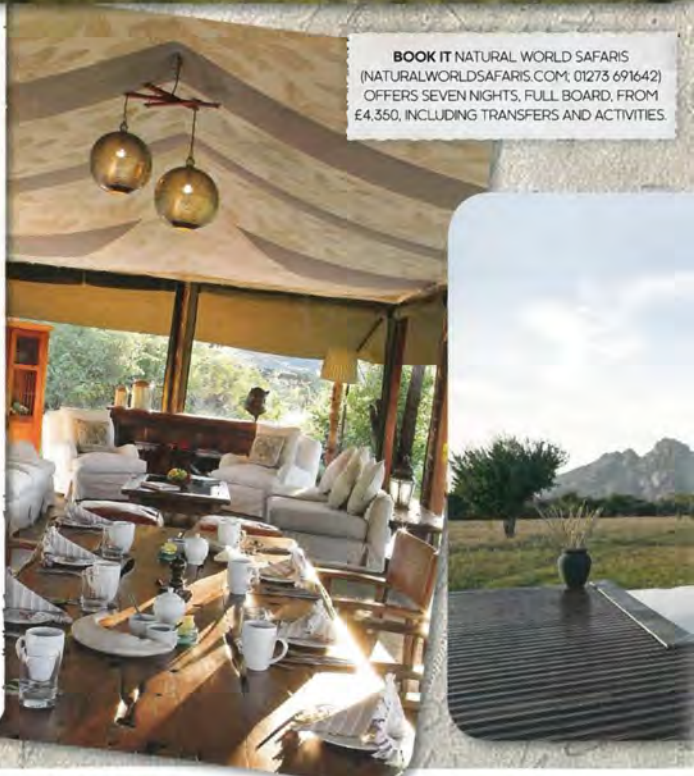 BOOK IT NATURAL WORLD SAFARIS
(NATURALWORLDSAFARIS.COM; 01273 691642)
OFFERS SEVEN NIGHTS, FULL BOARD, FROM
£4,350, INCLUDING TRANSFERS AND ACTIVITIES.